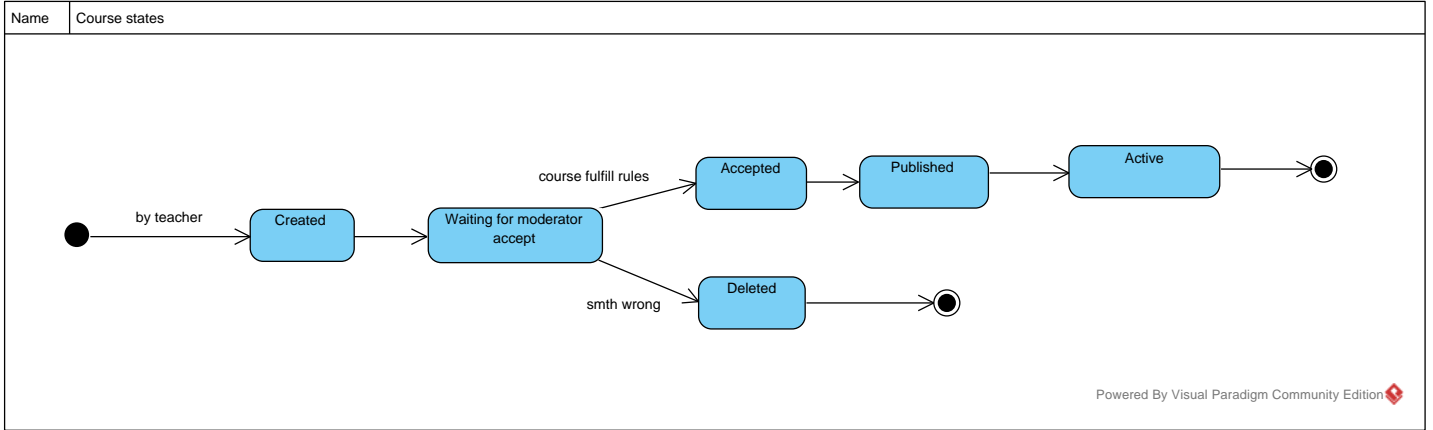 Name
Course states
by teacher
Created
Waiting for moderator
accept
course fulfill rules
Accepted
Published
Active
smth wrong
Deleted
Powered By Visual Paradigm Community Edition